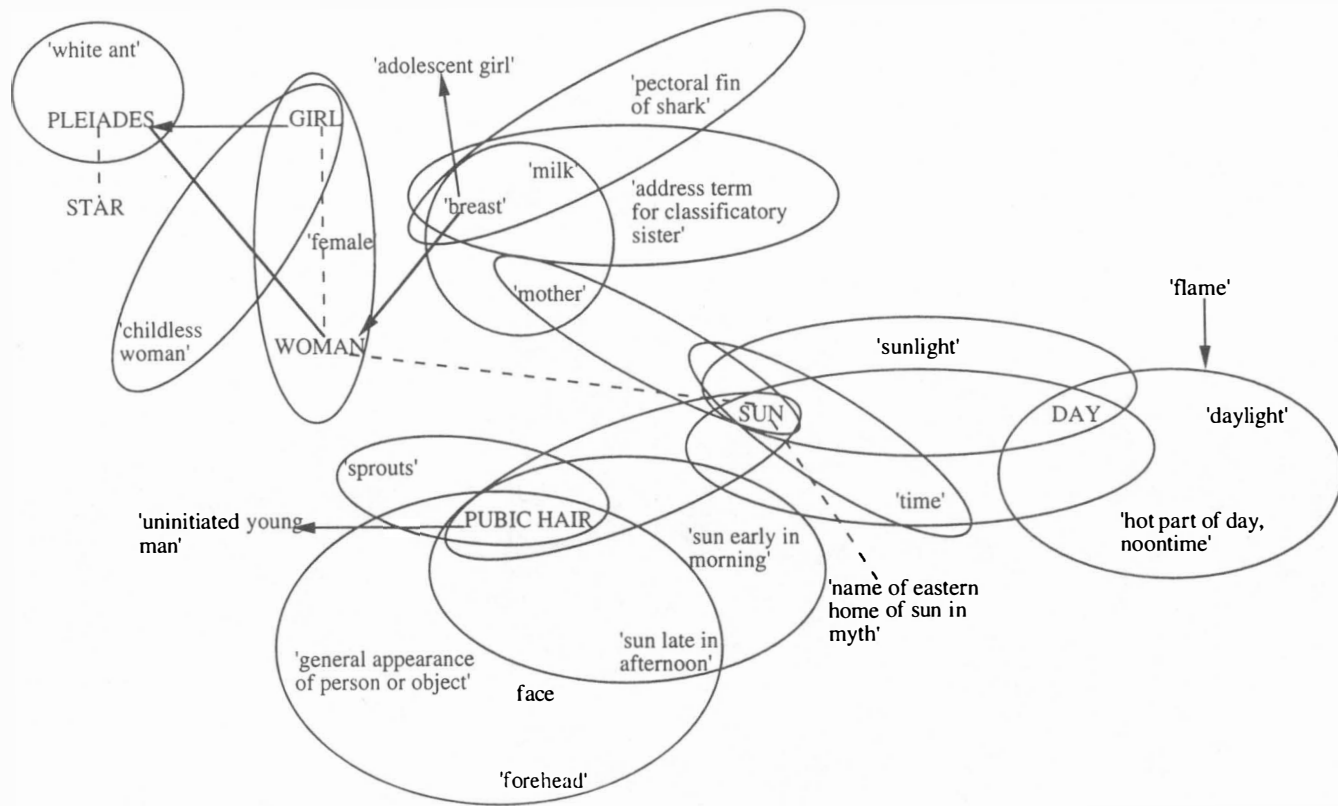 'white ant'
PLEIADES
STAR
GIRL
'female
'childless
woman'
WOMAN
'adolescent girl'
'pectoral fin
of shark'
'milk'
'breast'
'address term
for classificatory
sister'
'mother'
'flame'
'sunlight'
SUN
DAY
'daylight'
'time'
'hot part of day,
noontime'
'sprouts'
'uninitiated young
man'
PUBIC HAIR
'sun early in
morning'
'name of eastern
home of sun in
myth'
'sun late in
afternoon'
'general appearance
of person or object'
face
'forehead'